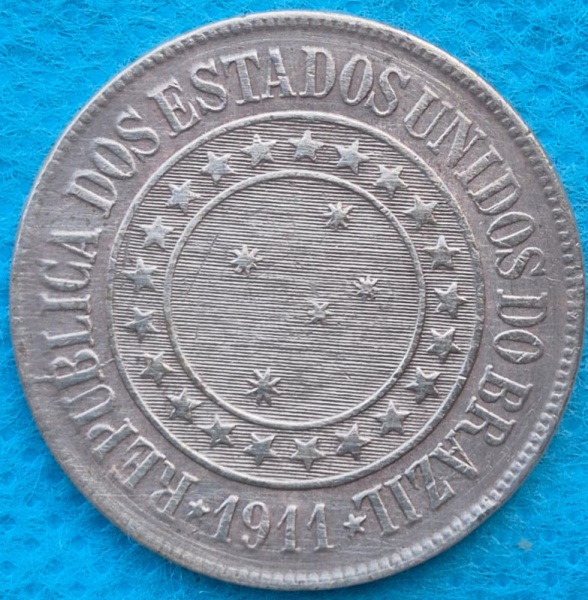 REPUBLICA DOS ESTADOS UNIDOS DO BRAZIL
1911